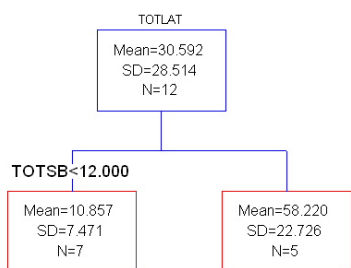 TOTLAT
Mean=30.592
SD=28.514
N=12
TOTSB<12.000
Mean=10.857
SD=7.471
N=7
Mean=58.220
SD=22.726
N=5